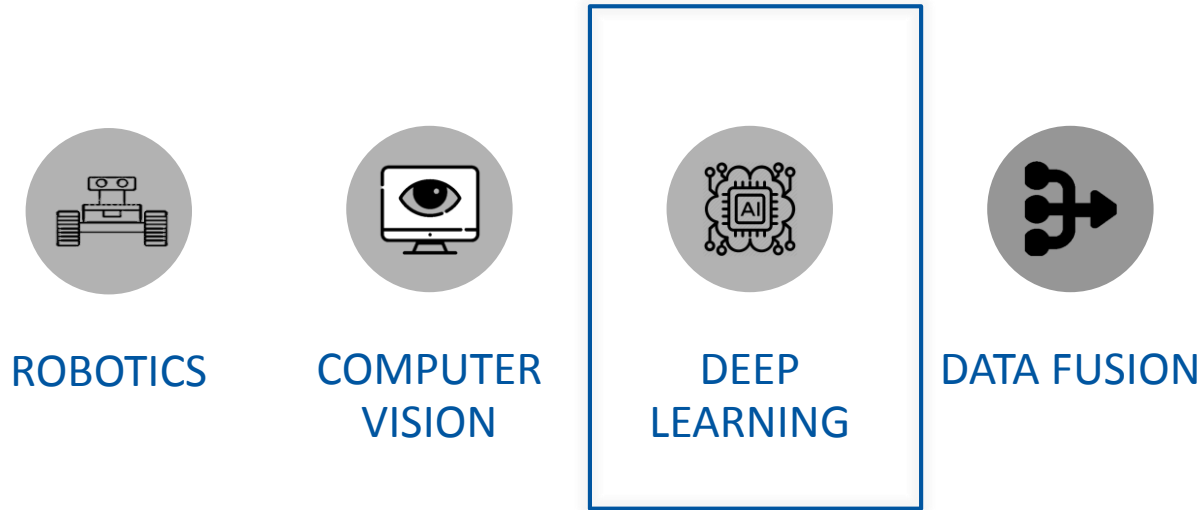 AI
ROBOTICS
COMPUTER
VISION
DEEP
LEARNING
DATA FUSION